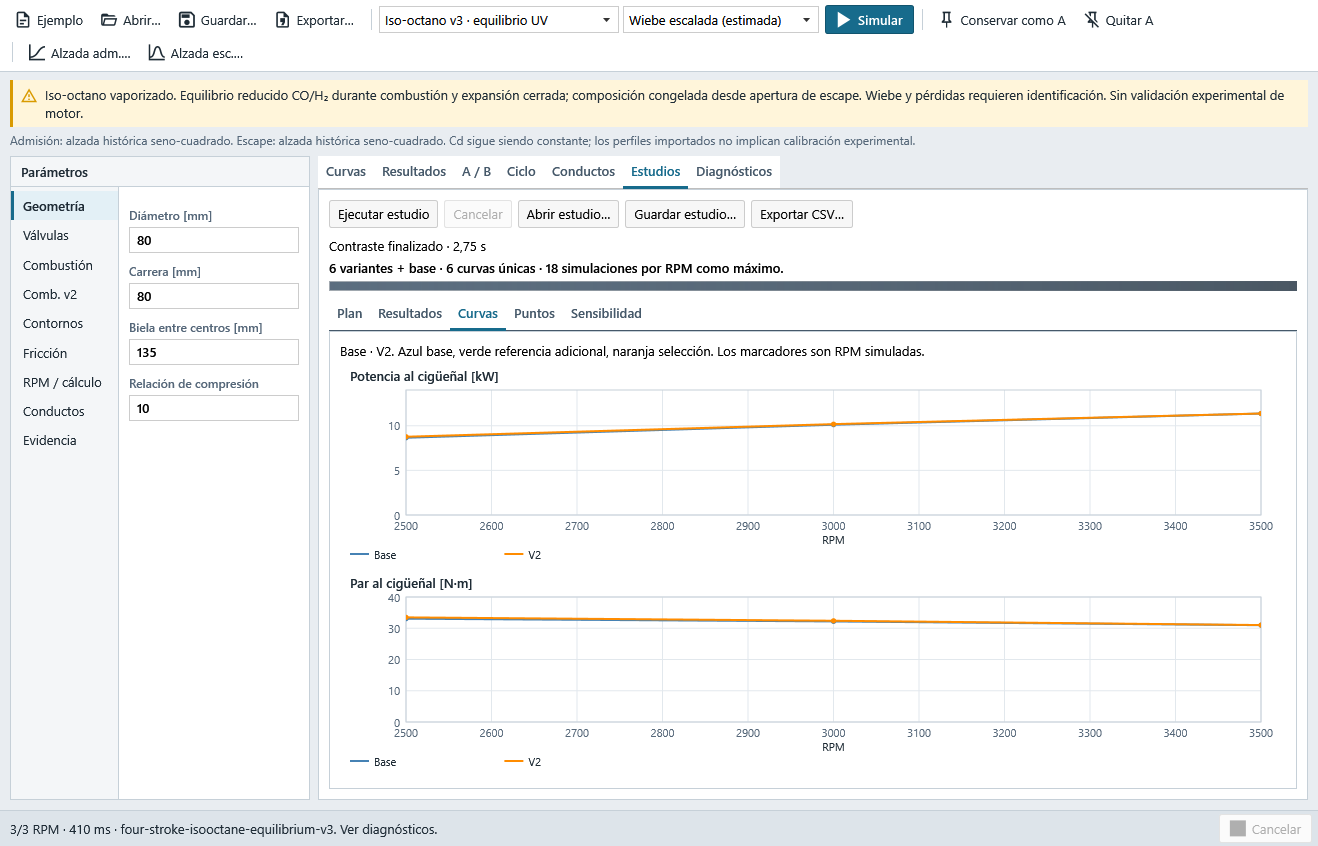 Ejemplo Abrir... Guardar... Exportar... Iso-octano v3 · equilibrio UV Wiebe escalada (estimada) Simular Conservar como A Quitar A
Alzada adm.... Alzada esc....
Iso-octano vaporizado. Equilibrio reducido CO/H₂ durante combustión y expansión cerrada; composición congelada desde apertura de escape. Wiebe y pérdidas requieren identificación. Sin validación experimental de
motor.
Admisión: alzada histórica seno-cuadrado. Escape: alzada histórica seno-cuadrado. Cd sigue siendo constante; los perfiles importados no implican calibración experimental.
Parámetros
Geometría
Válvulas
Combustión
Comb. v2
Contornos
Fricción
RPM / cálculo
Conductos
Evidencia
Diámetro [mm]
80
Carrera [mm]
80
Biela entre centros [mm]
135
Relación de compresión
10
Curvas Resultados A / B Ciclo Conductos Estudios Diagnósticos
Ejecutar estudio Cancelar Abrir estudio... Guardar estudio... Exportar CSV...
Contraste finalizado · 2,75 s
6 variantes + base · 6 curvas únicas · 18 simulaciones por RPM como máximo.
Plan Resultados Curvas Puntos Sensibilidad
Base · V2. Azul base, verde referencia adicional, naranja selección. Los marcadores son RPM simuladas.
Potencia al cigüeñal [kW]
10
5
0
2500 2600 2700 2800 2900 3000 3100 3200 3300 3400 3500
RPM
Base V2
Par al cigüeñal [N·m]
40
30
20
10
0
2500 2600 2700 2800 2900 3000 3100 3200 3300 3400 3500
RPM
Base V2
3/3 RPM · 410 ms · four-stroke-isooctane-equilibrium-v3. Ver diagnósticos.
Cancelar